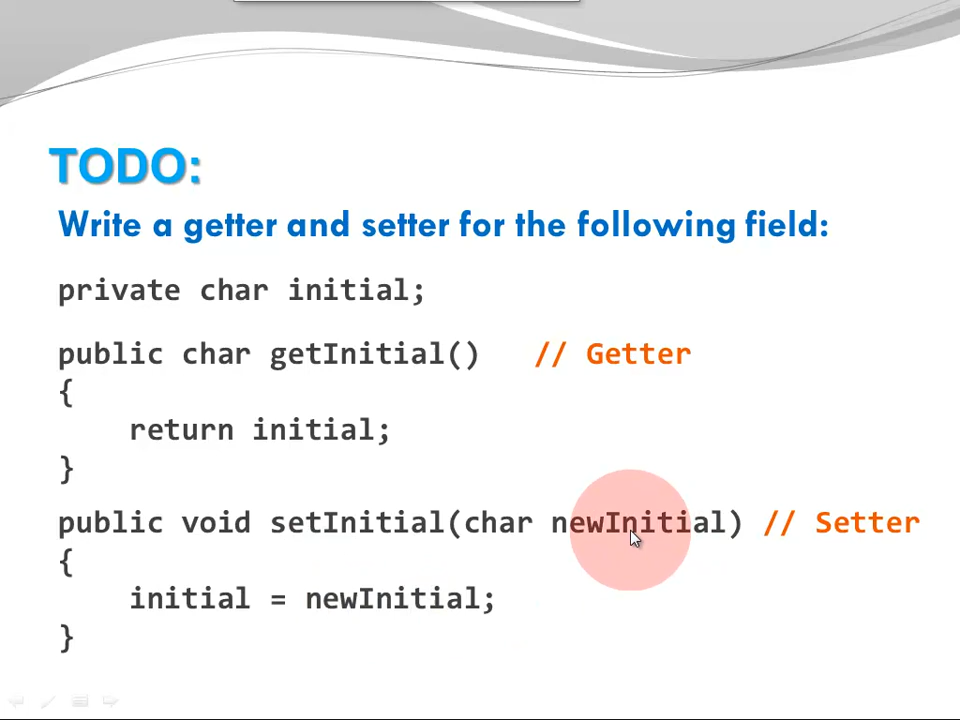 TODO:
Write a getter and setter for the following field:
private char initial;
public char getInitial()   // Getter
{
    return initial;
}
public void setInitial(char newInitial) // Setter
{
    initial = newInitial;
}